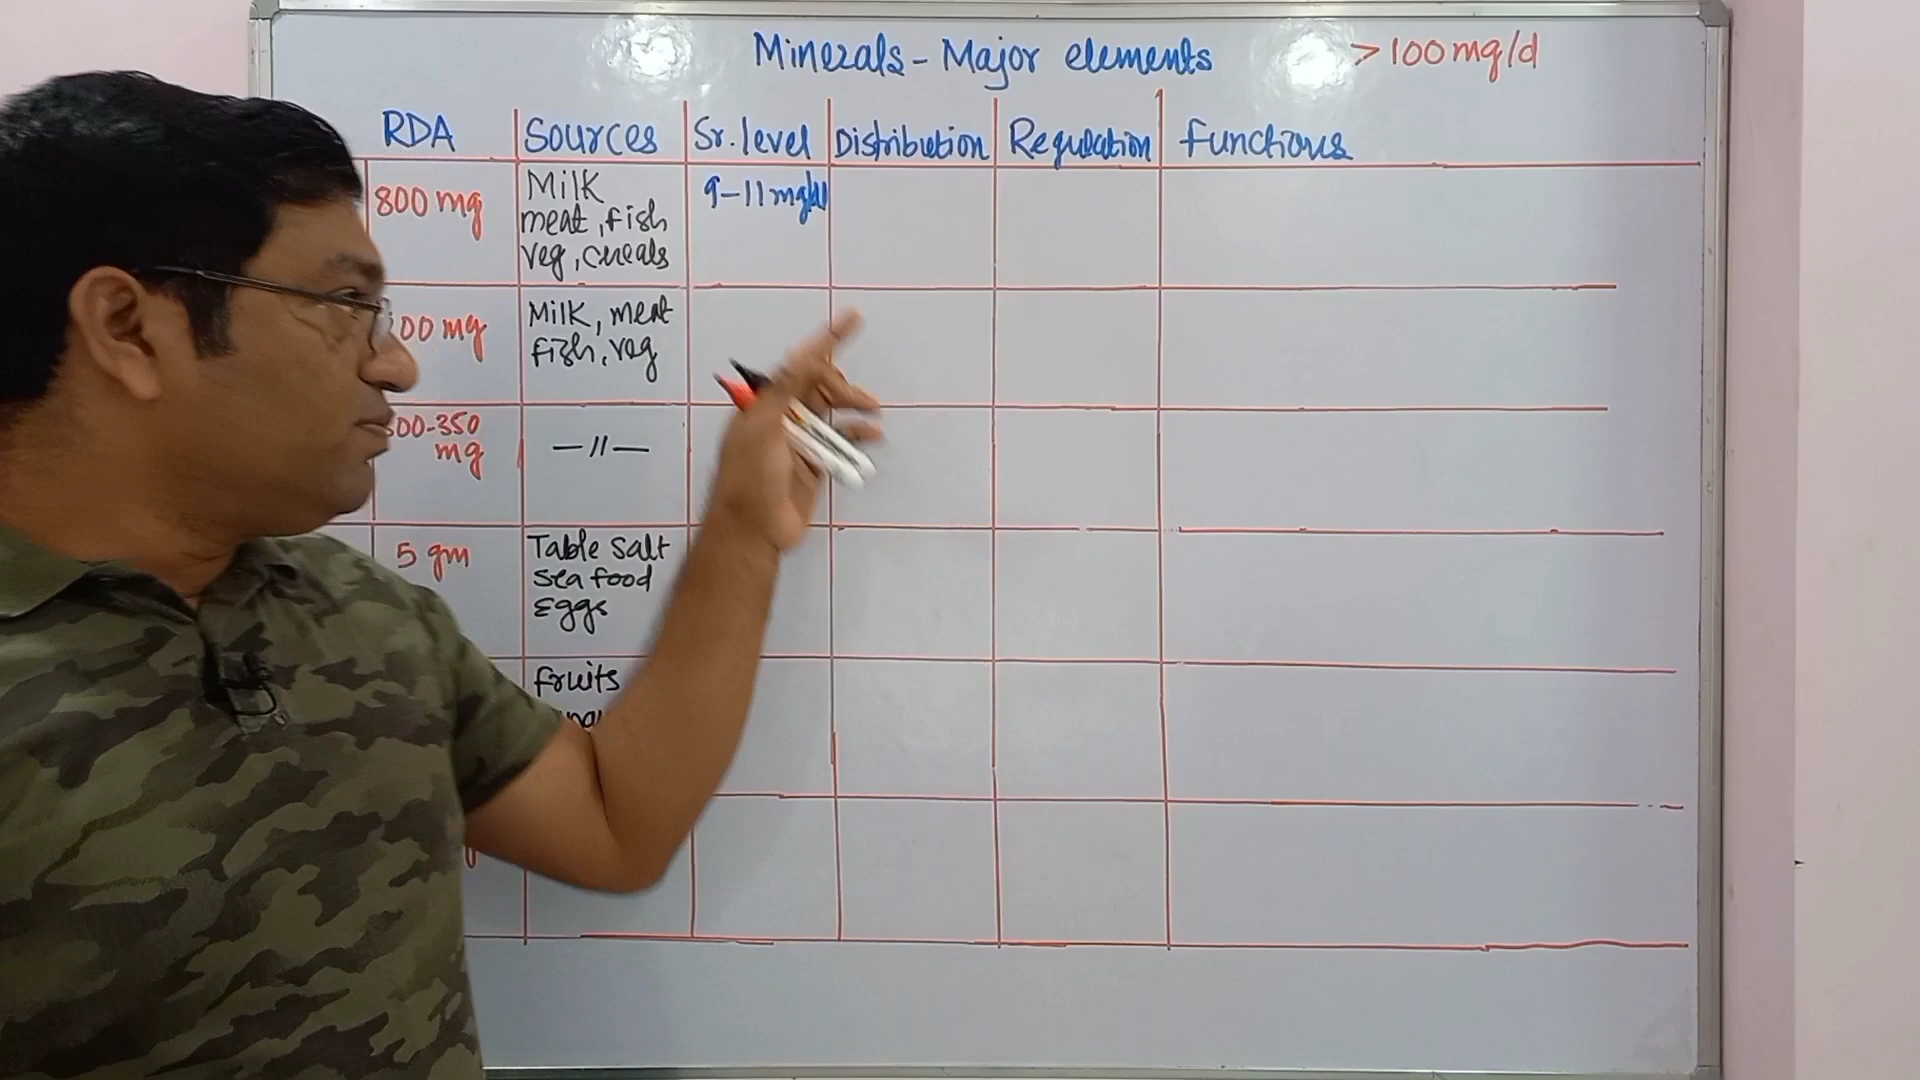 Minerals - Major elements > 100 mg/d
RDA Sources Sr. level Distribution Regulation Functions
800 mg Milk 9-11 mg/dl
meat, fish
veg, cereals
00 mg Milk, meat
fish, veg
00-350
mg —//—
5 gm Table salt
sea food
Eggs
fruits